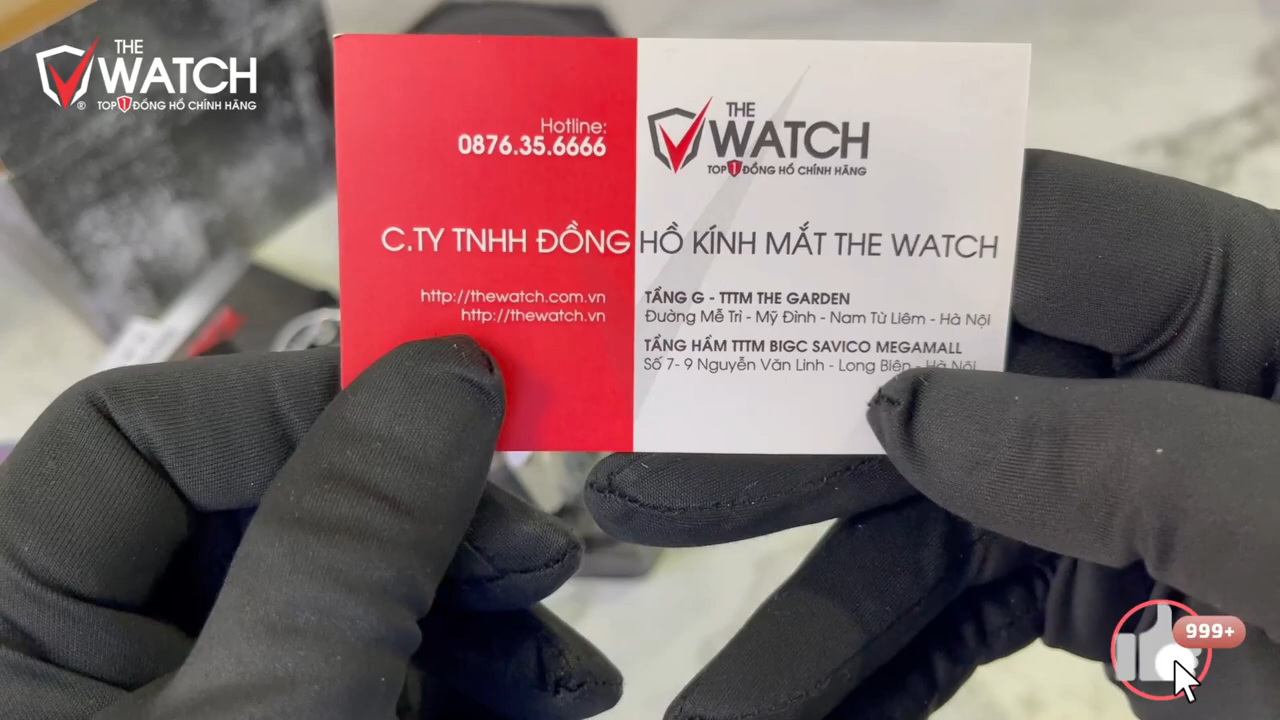 THE
WATCH
®
TOP 1 ĐỒNG HỒ CHÍNH HÃNG
Hotline:
0876.35.6666
THE
WATCH
TOP 1 ĐỒNG HỒ CHÍNH HÃNG
C.TY TNHH ĐỒNG HỒ KÍNH MẮT THE WATCH
http://thewatch.com.vn
http://thewatch.vn
TẦNG G - TTTM THE GARDEN
Đường Mễ Trì - Mỹ Đình - Nam Từ Liêm - Hà Nội
TẦNG HẦM TTTM BIGC SAVICO MEGAMALL
Số 7- 9 Nguyễn Văn Linh - Long Biên - Hà Nội
999+